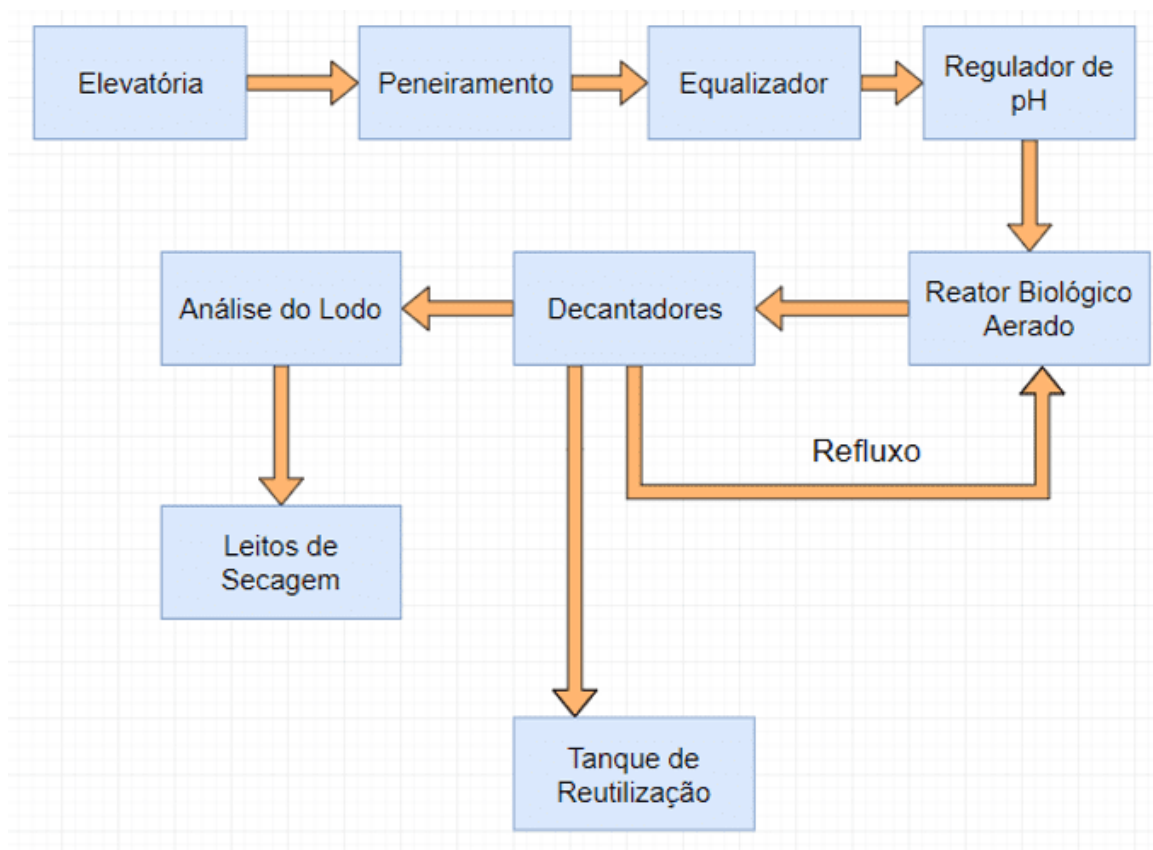 Elevatória
Peneiramento
Equalizador
Regulador de
pH
Análise do Lodo
Decantadores
Reator Biológico
Aerado
Refluxo
Leitos de
Secagem
Tanque de
Reutilização